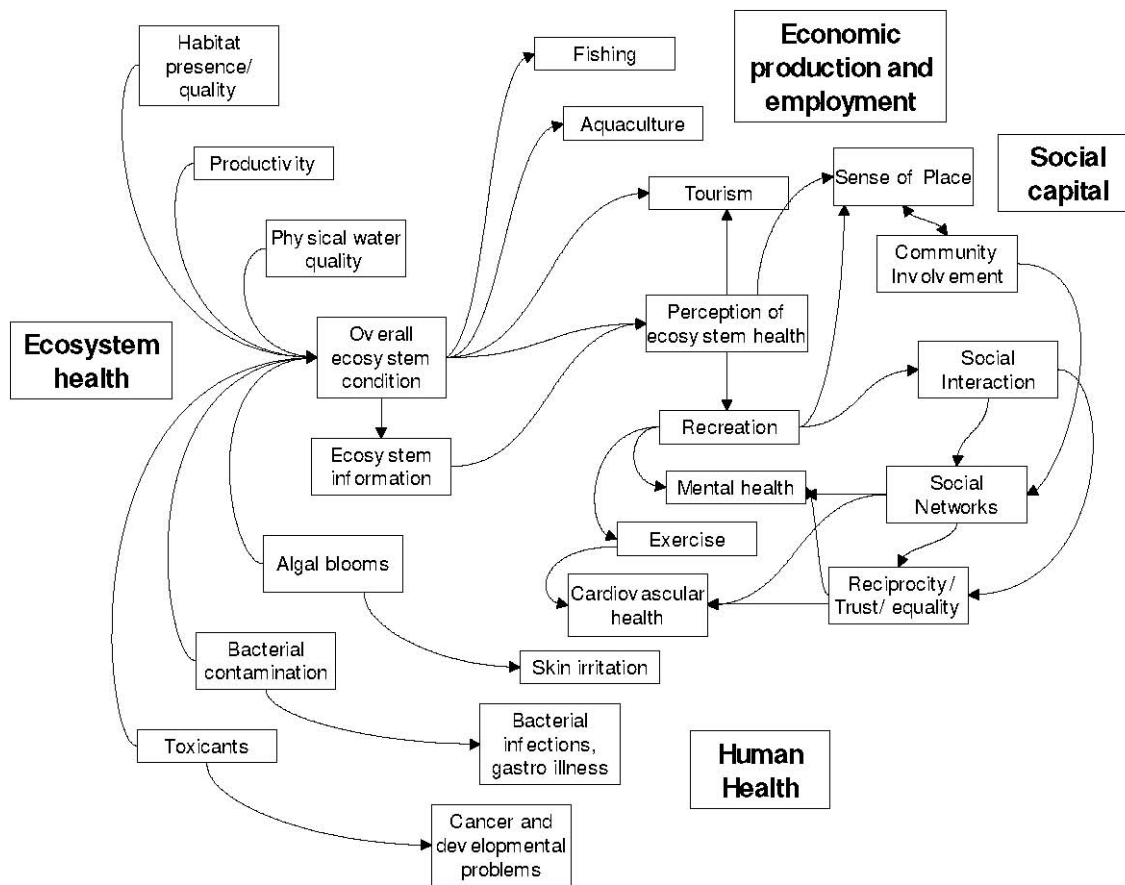 Habitat
presence/
quality
Fishing
Economic
production and
employment
Aquaculture
Productivity
Tourism
Sense of Place
Social
capital
Physical water
quality
Community
Involvement
Ecosystem
health
Overall
ecosystem
condition
Perception of
ecosystem health
Social
Interaction
Recreation
Ecosystem
information
Mental health
Social
Networks
Exercise
Algal blooms
Cardiovascular
health
Reciprocity/
Trust/ equality
Bacterial
contamination
Skin irritation
Toxicants
Bacterial
infections,
gastro illness
Human
Health
Cancer and
developmental
problems